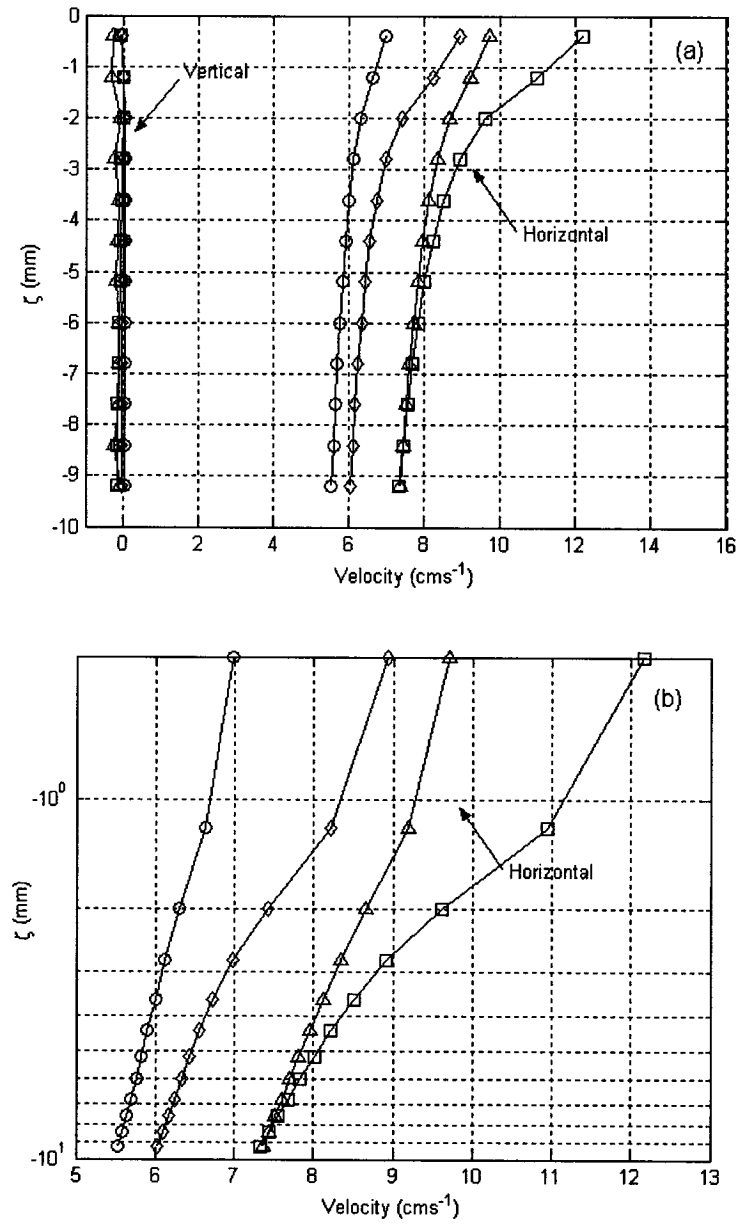 0
-1
-2
-3
-4
-5
-6
-7
-8
-9
-10
ζ (mm)
(a)
Vertical
Horizontal
0 2 4 6 8 10 12 14 16
Velocity (cms⁻¹)
(b)
-10⁰
ζ (mm)
Horizontal
-10¹
5 6 7 8 9 10 11 12 13
Velocity (cms⁻¹)